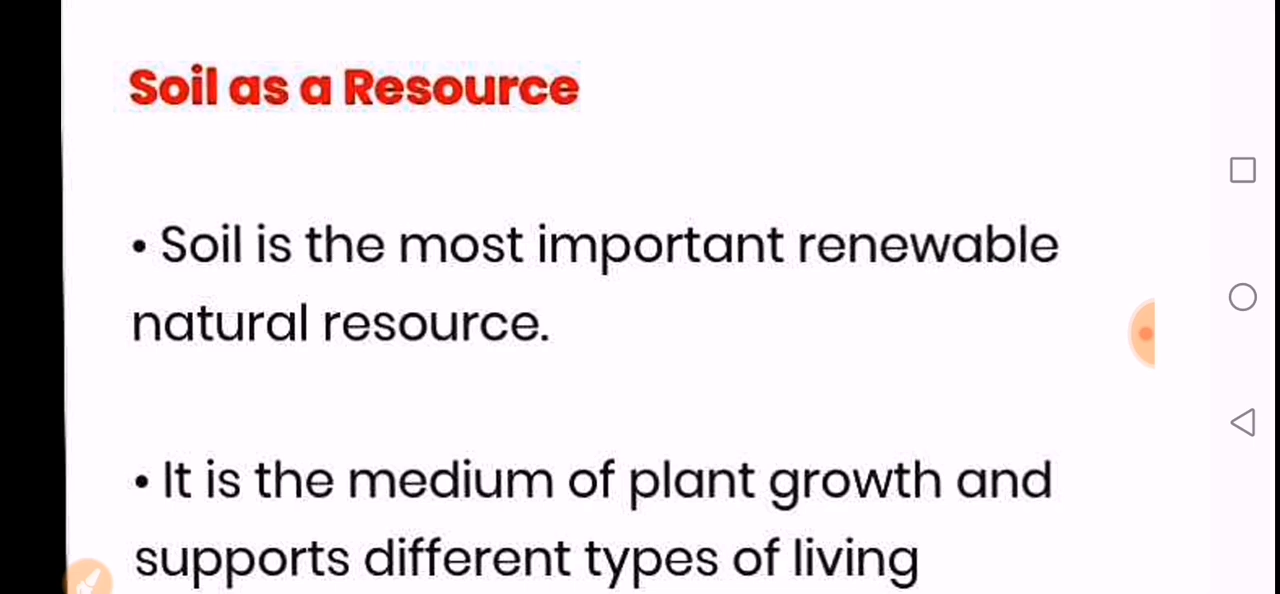 Soil as a Resource
• Soil is the most important renewable
natural resource.
• It is the medium of plant growth and
supports different types of living